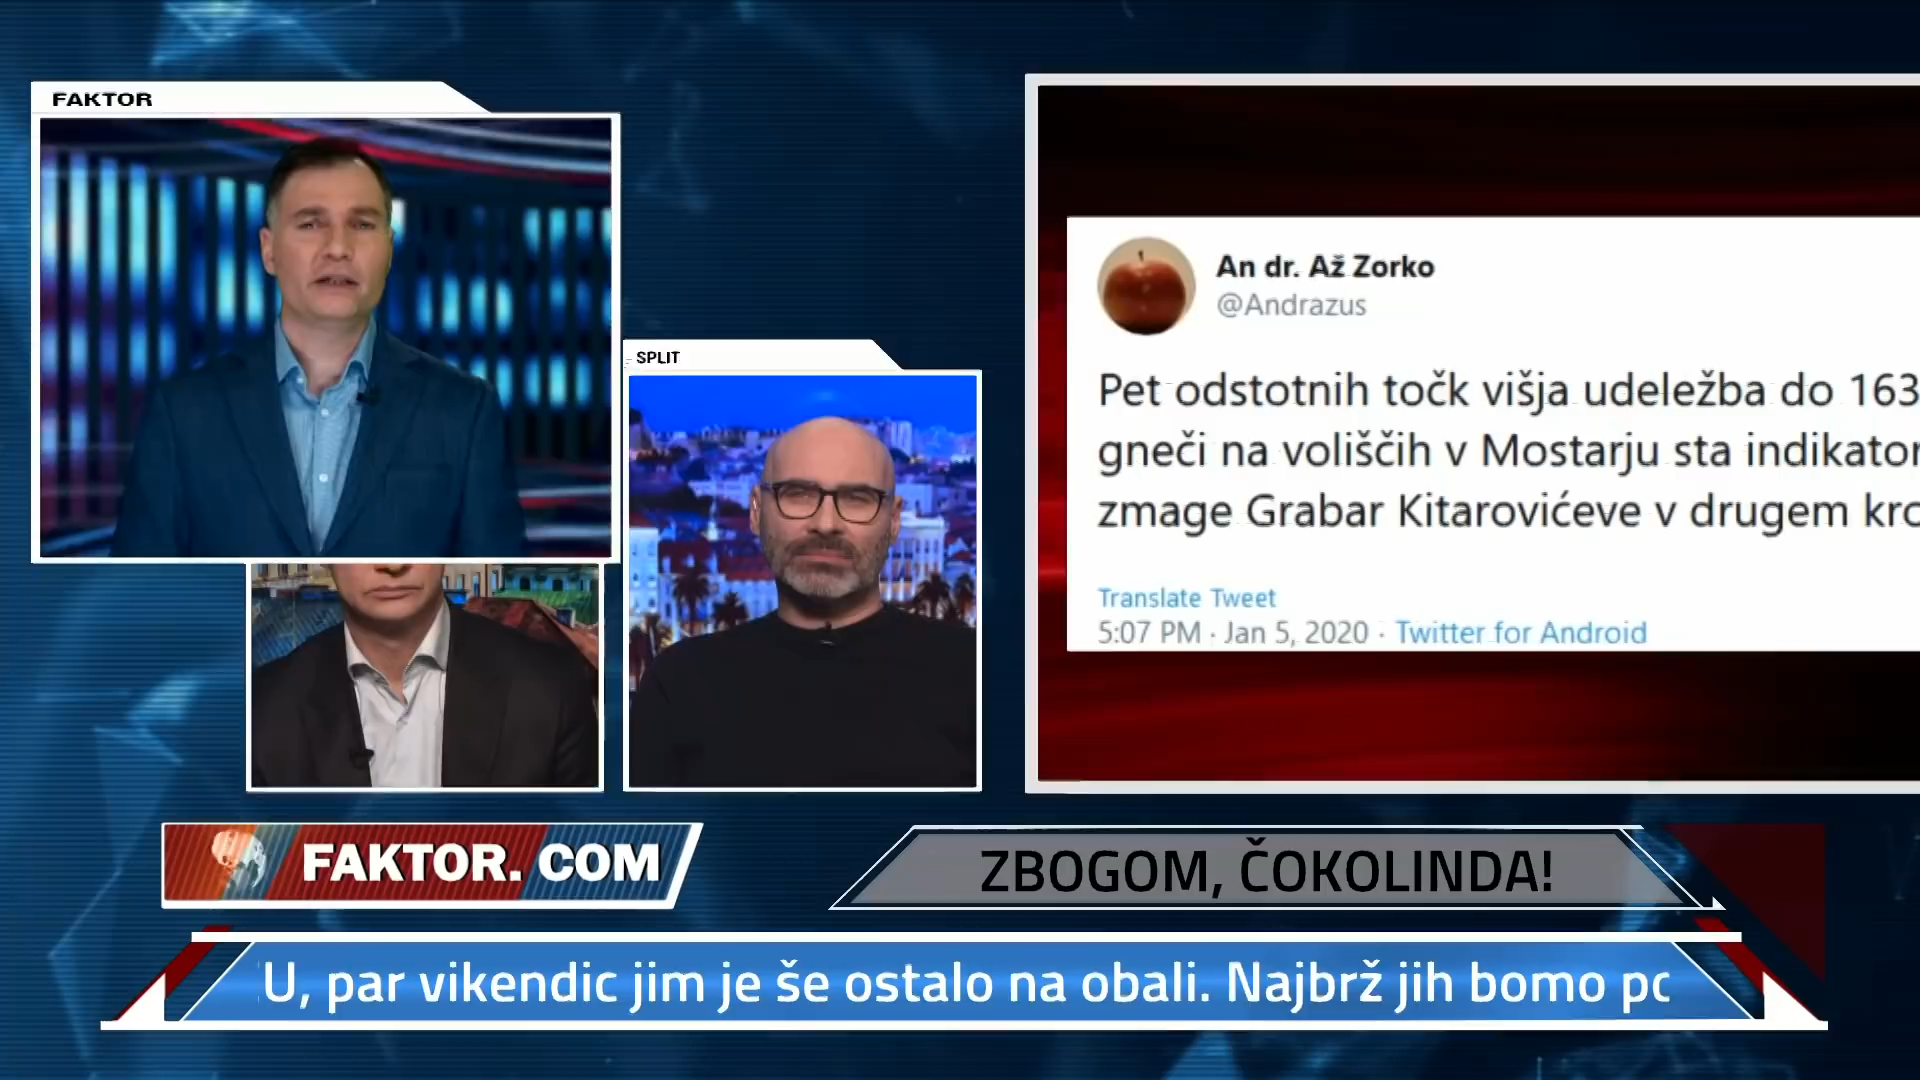 FAKTOR
SPLIT
An dr. Až Zorko
@Andrazus
Pet odstotnih točk višja udeležba do 163
gneči na voliščih v Mostarju sta indikator
zmage Grabar Kitarovićeve v drugem kro
Translate Tweet
5:07 PM · Jan 5, 2020 · Twitter for Android
FAKTOR. COM
ZBOGOM, ČOKOLINDA!
U, par vikendic jim je še ostalo na obali. Najbrž jih bomo